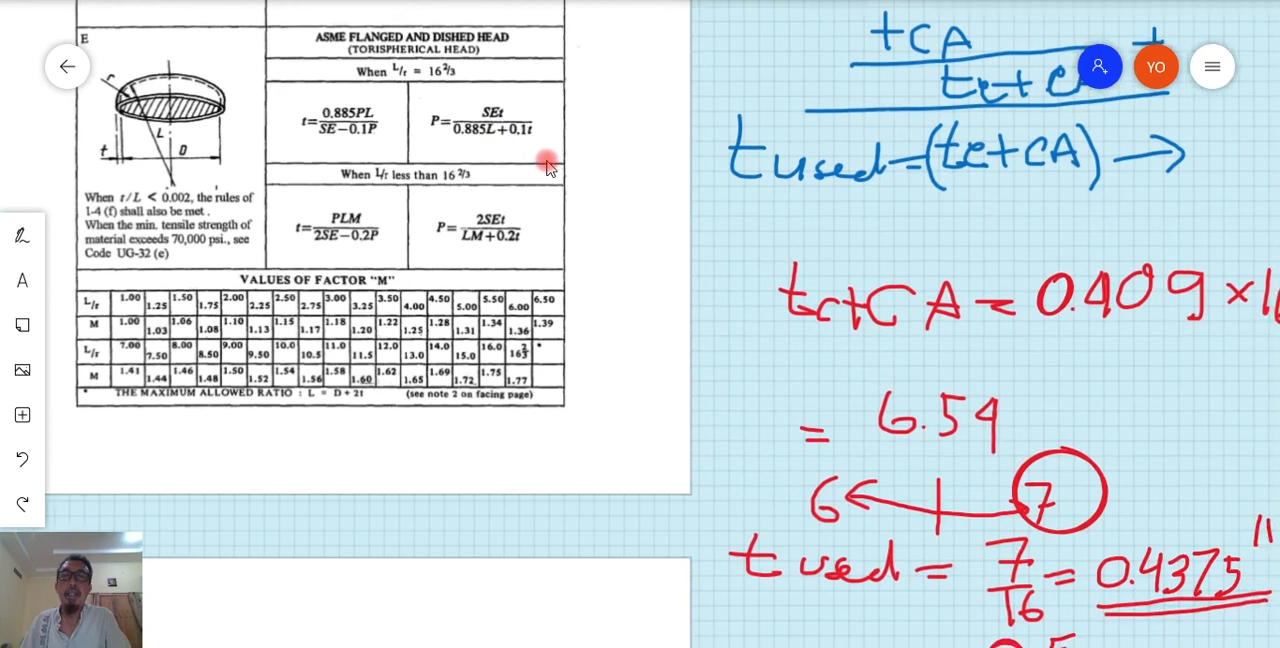 E
ASME FLANGED AND DISHED HEAD
(TORISPHERICAL HEAD)
When L/r = 16 2/3
t= 0.885PL / SE−0.1P
P= SEt / 0.885L+0.1t
When L/r less than 16 2/3
t= PLM / 2SE−0.2P
P= 2SEt / LM+0.2t
r
L
t
D
When t/L < 0.002, the rules of
1-4 (f) shall also be met.
When the min. tensile strength of
material exceeds 70,000 psi., see
Code UG-32 (e)
VALUES OF FACTOR "M"
L/r 1.00 1.25 1.50 1.75 2.00 2.25 2.50 2.75 3.00 3.25 3.50 4.00 4.50 5.00 5.50 6.00 6.50
M 1.00 1.03 1.06 1.08 1.10 1.13 1.15 1.17 1.18 1.20 1.22 1.25 1.28 1.31 1.34 1.36 1.39
L/r 7.00 7.50 8.00 8.50 9.00 9.50 10.0 10.5 11.0 11.5 12.0 13.0 14.0 15.0 16.0 16 2/3 *
M 1.41 1.44 1.46 1.48 1.50 1.52 1.54 1.56 1.58 1.60 1.62 1.65 1.69 1.72 1.75 1.77
* THE MAXIMUM ALLOWED RATIO : L = D + 2t (see note 2 on facing page)
+CA +
YO
tc+C
t used=(tc+CA) →
tc+CA = 0.409 ×1
= 6.54
6 7
t used = 7/16 = 0.4375"
A